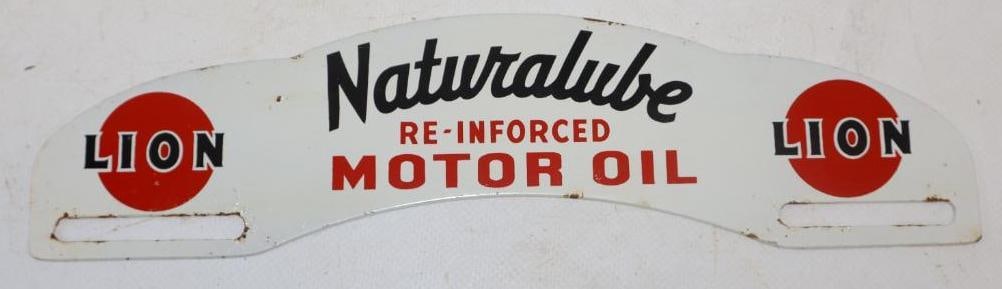 Naturalube
RE-INFORCED
MOTOR OIL
LION
LION